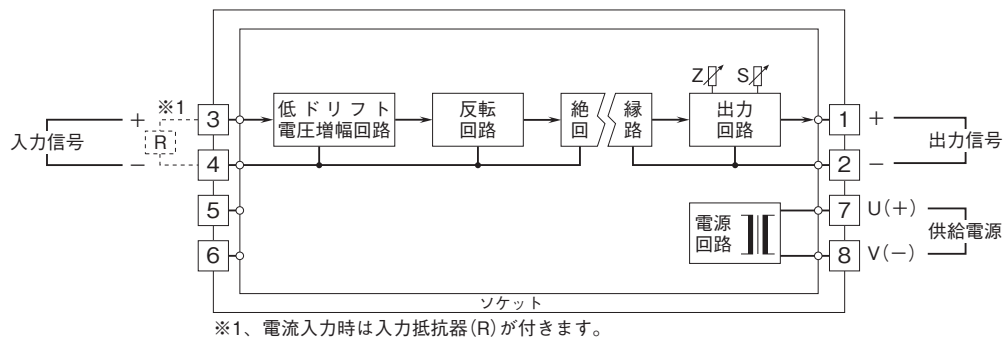 Z S
※1
入力信号
+
−
R
3
4
5
6
低ドリフト
電圧増幅回路
反転
回路
絶 縁
回 路
出力
回路
1
2
+
−
出力信号
電源
回路
7
8
U(+)
V(−)
供給電源
ソケット
※1、電流入力時は入力抵抗器(R)が付きます。